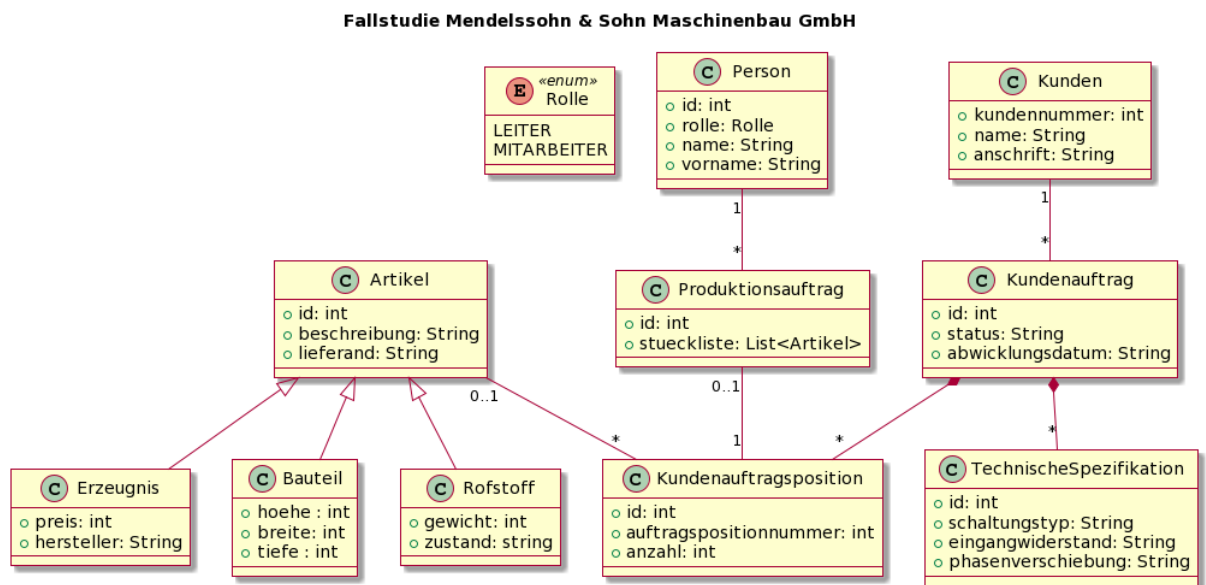 Fallstudie Mendelssohn & Sohn Maschinenbau GmbH
E «enum»
Rolle
LEITER
MITARBEITER
C Person
id: int
rolle: Rolle
name: String
vorname: String
C Kunden
kundennummer: int
name: String
anschrift: String
1
*
1
*
C Artikel
id: int
beschreibung: String
lieferand: String
C Produktionsauftrag
id: int
stueckliste: List<Artikel>
C Kundenauftrag
id: int
status: String
abwicklungsdatum: String
0..1
*
0..1
1
*
*
C Erzeugnis
preis: int
hersteller: String
C Bauteil
hoehe : int
breite: int
tiefe : int
C Rofstoff
gewicht: int
zustand: string
C Kundenauftragsposition
id: int
auftragspositionnummer: int
anzahl: int
C TechnischeSpezifikation
id: int
schaltungstyp: String
eingangwiderstand: String
phasenverschiebung: String